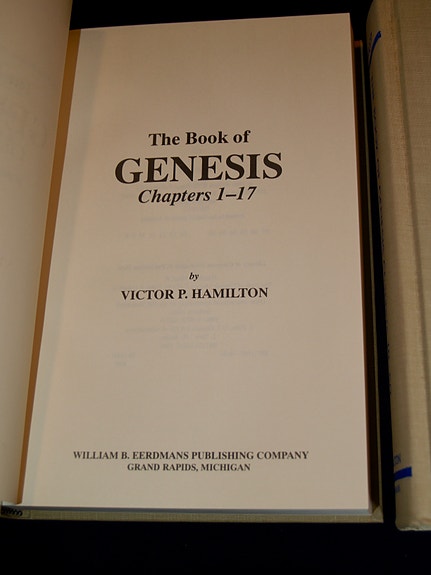 The Book of
GENESIS
Chapters 1–17
by
VICTOR P. HAMILTON
WILLIAM B. EERDMANS PUBLISHING COMPANY
GRAND RAPIDS, MICHIGAN